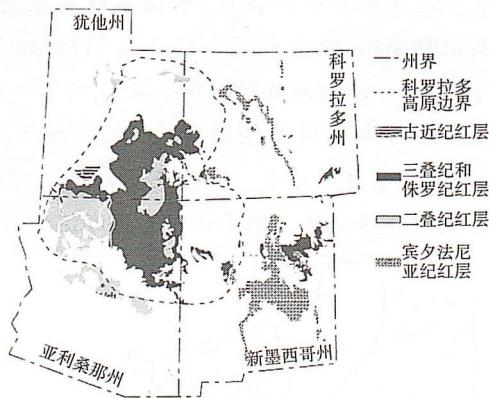 犹他州
科罗拉多州
州界
科罗拉多
高原边界
古近纪红层
三叠纪和
侏罗纪红层
二叠纪红层
宾夕法尼
亚纪红层
亚利桑那州
新墨西哥州